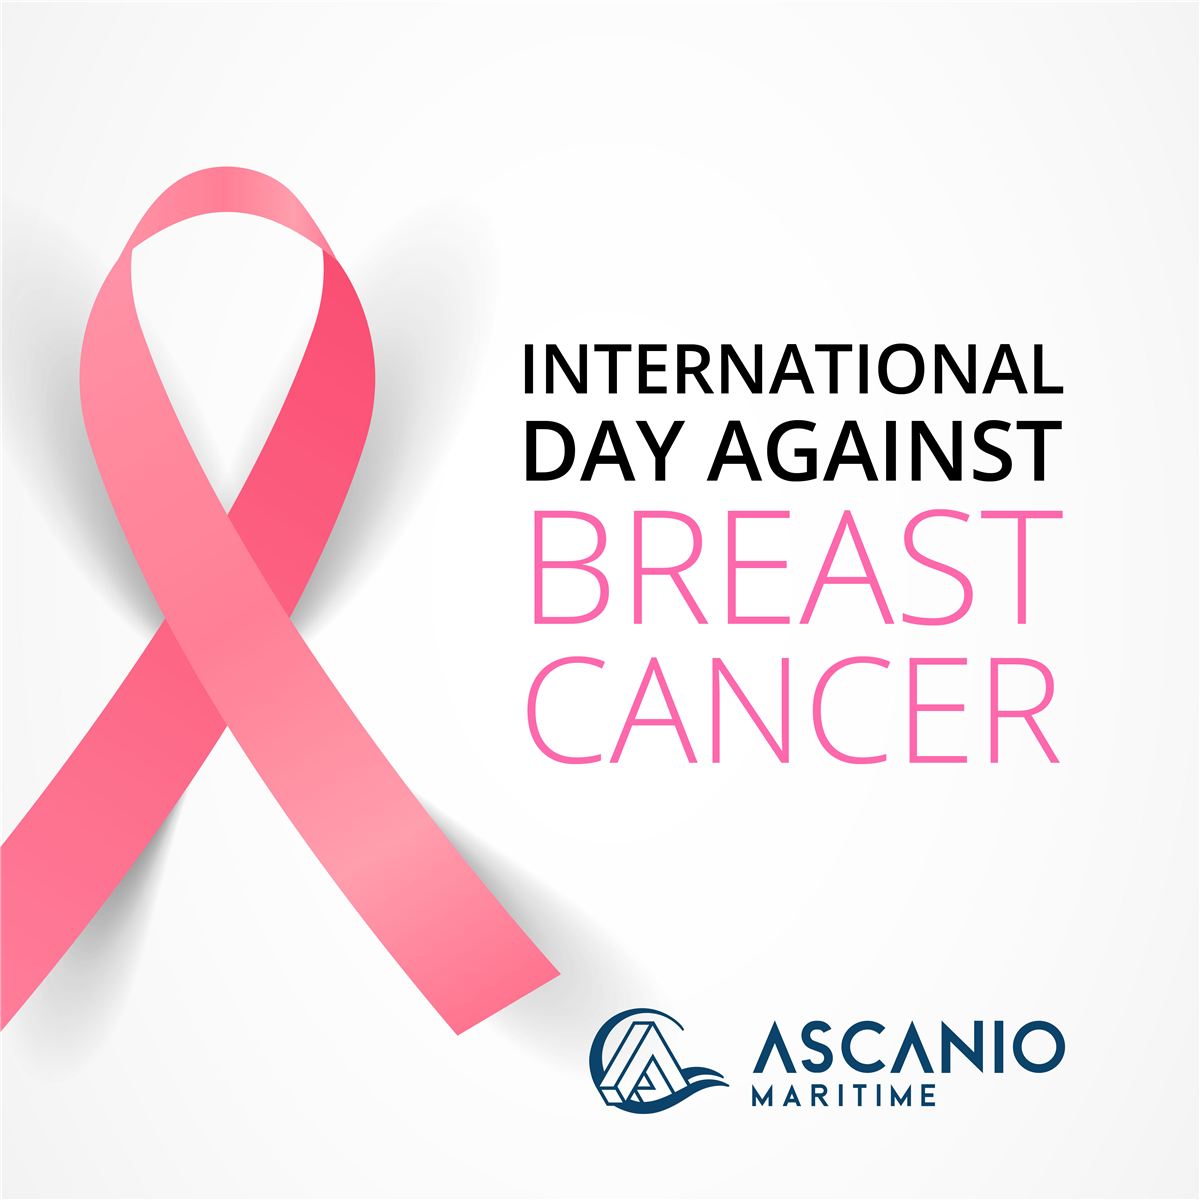 INTERNATIONAL
DAY AGAINST
BREAST
CANCER
ASCANIO
MARITIME